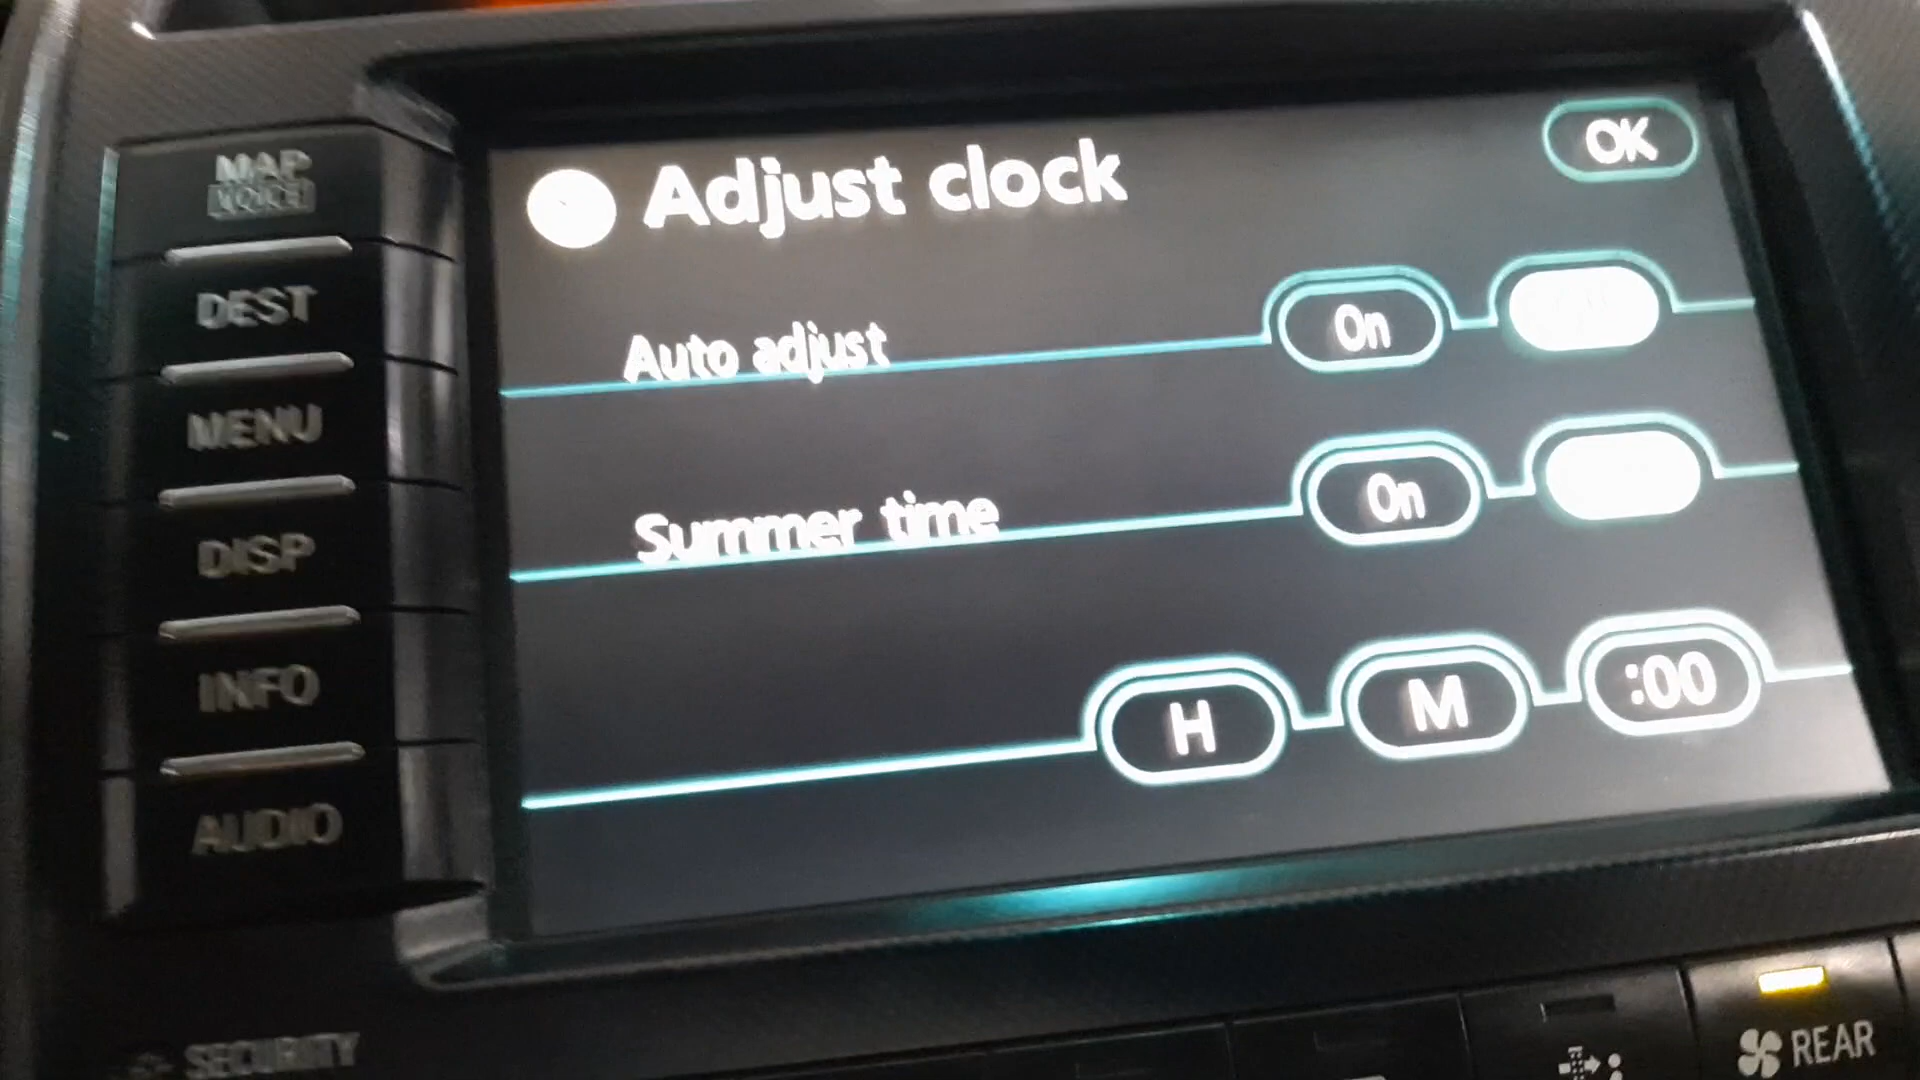 Adjust clock
OK
Auto adjust
On
Summer time
On
H
M
:00
MAP
VOICE
DEST
MENU
DISP
INFO
AUDIO
SECURITY
REAR